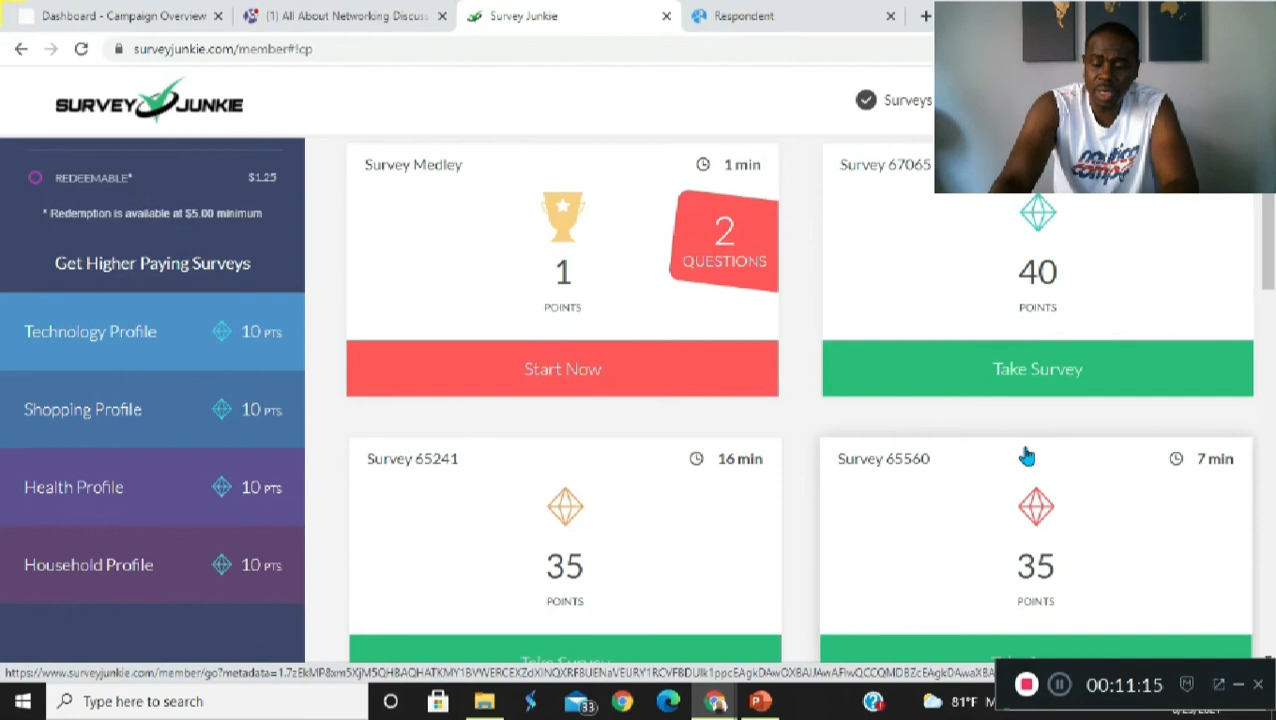 Dashboard - Campaign Overview
(1) All About Networking Discuss
Survey Junkie
Respondent
surveyjunkie.com/member#!cp
SURVEY JUNKIE
Surveys
REDEEMABLE*
$1.25
* Redemption is available at $5.00 minimum
Get Higher Paying Surveys
Technology Profile
10 PTS
Shopping Profile
10 PTS
Health Profile
10 PTS
Household Profile
10 PTS
Survey Medley
1 min
2
QUESTIONS
1
POINTS
Start Now
Survey 67065
40
POINTS
Take Survey
Survey 65241
16 min
35
POINTS
Take Survey
Survey 65560
7 min
35
POINTS
nautica
Type here to search
33
81°F
00:11:15